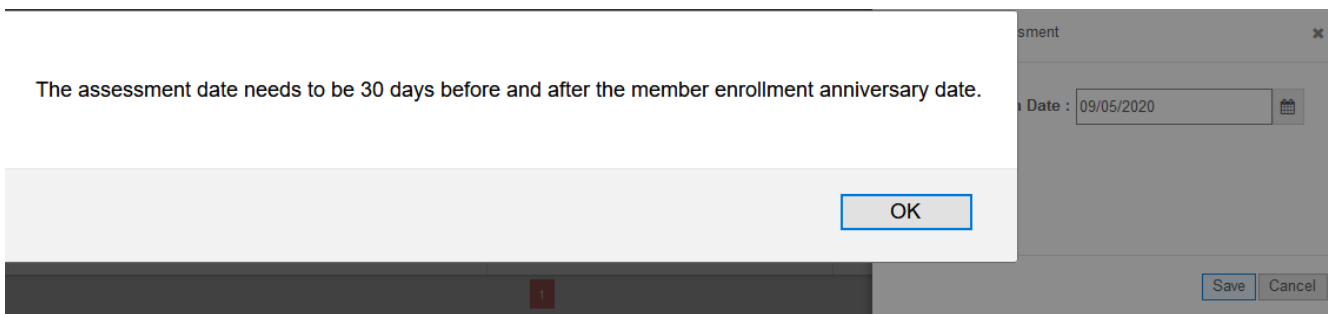 sment
The assessment date needs to be 30 days before and after the member enrollment anniversary date.
Date : 09/05/2020
OK
1
Save Cancel